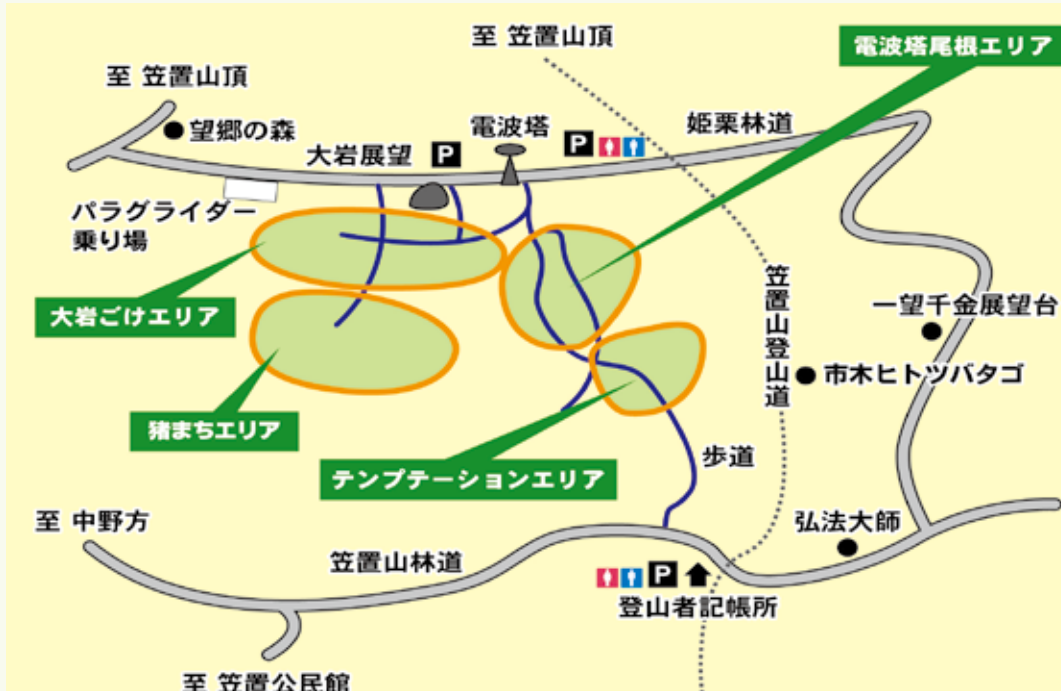 至 笠置山頂
電波塔尾根エリア
至 笠置山頂
望郷の森
大岩展望
P
電波塔
P
姫栗林道
パラグライダー
乗り場
大岩ごけエリア
笠置山登山道
一望千金展望台
市木ヒトツバタゴ
猪まちエリア
テンプテーションエリア
歩道
至 中野方
笠置山林道
弘法大師
P
登山者記帳所
至 笠置公民館